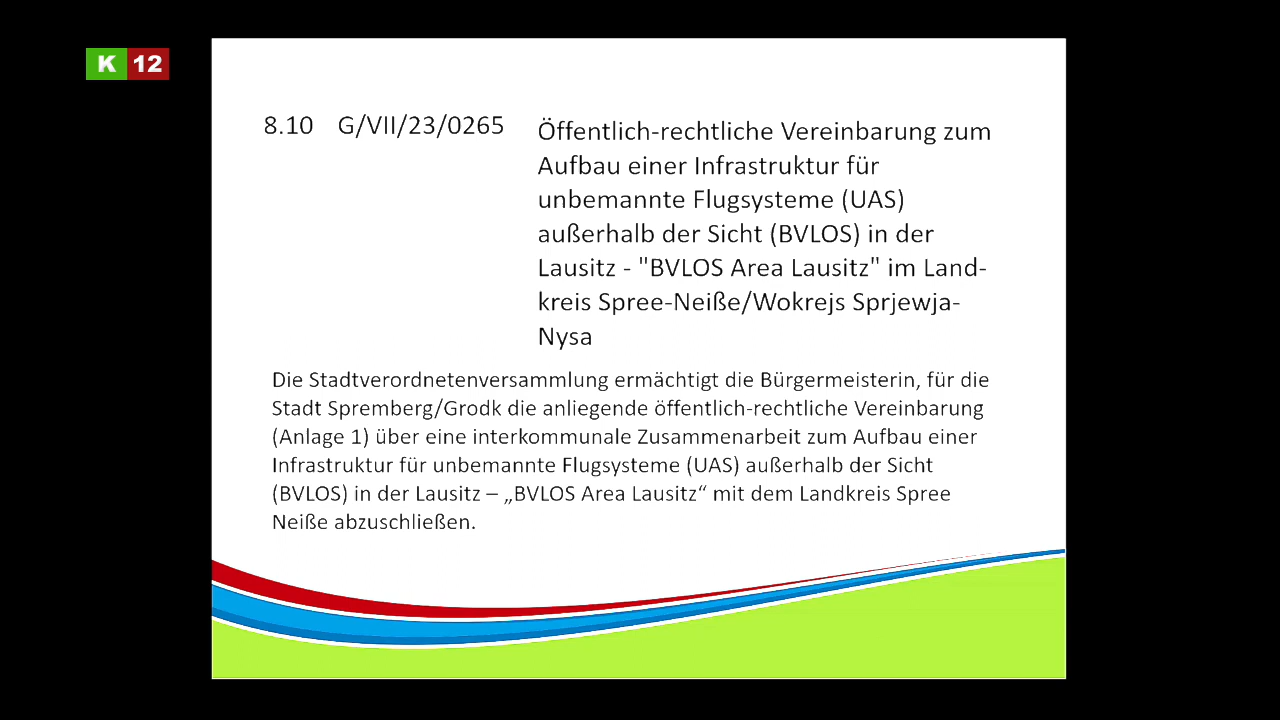 K 12
8.10 G/VII/23/0265
Öffentlich-rechtliche Vereinbarung zum
Aufbau einer Infrastruktur für
unbemannte Flugsysteme (UAS)
außerhalb der Sicht (BVLOS) in der
Lausitz - "BVLOS Area Lausitz" im Land-
kreis Spree-Neiße/Wokrejs Sprjewja-
Nysa
Die Stadtverordnetenversammlung ermächtigt die Bürgermeisterin, für die
Stadt Spremberg/Grodk die anliegende öffentlich-rechtliche Vereinbarung
(Anlage 1) über eine interkommunale Zusammenarbeit zum Aufbau einer
Infrastruktur für unbemannte Flugsysteme (UAS) außerhalb der Sicht
(BVLOS) in der Lausitz – „BVLOS Area Lausitz“ mit dem Landkreis Spree
Neiße abzuschließen.